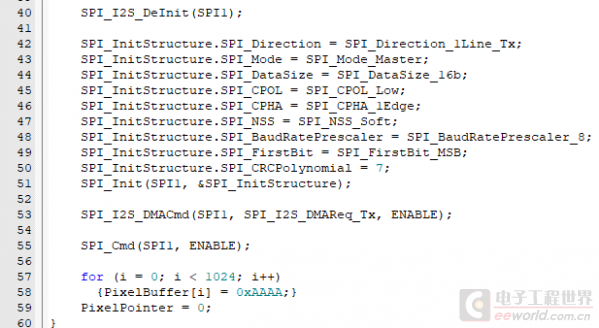 40 SPI_I2S_DeInit(SPI1);
41
42 SPI_InitStructure.SPI_Direction = SPI_Direction_1Line_Tx;
43 SPI_InitStructure.SPI_Mode = SPI_Mode_Master;
44 SPI_InitStructure.SPI_DataSize = SPI_DataSize_16b;
45 SPI_InitStructure.SPI_CPOL = SPI_CPOL_Low;
46 SPI_InitStructure.SPI_CPHA = SPI_CPHA_1Edge;
47 SPI_InitStructure.SPI_NSS = SPI_NSS_Soft;
48 SPI_InitStructure.SPI_BaudRatePrescaler = SPI_BaudRatePrescaler_8;
49 SPI_InitStructure.SPI_FirstBit = SPI_FirstBit_MSB;
50 SPI_InitStructure.SPI_CRCPolynomial = 7;
51 SPI_Init(SPI1, &SPI_InitStructure);
52
53 SPI_I2S_DMACmd(SPI1, SPI_I2S_DMAReq_Tx, ENABLE);
54
55 SPI_Cmd(SPI1, ENABLE);
56
57 for (i = 0; i < 1024; i++)
58 {PixelBuffer[i] = 0xAAAA;}
59 PixelPointer = 0;
60 }
电子工程世界
eeworld.com.cn